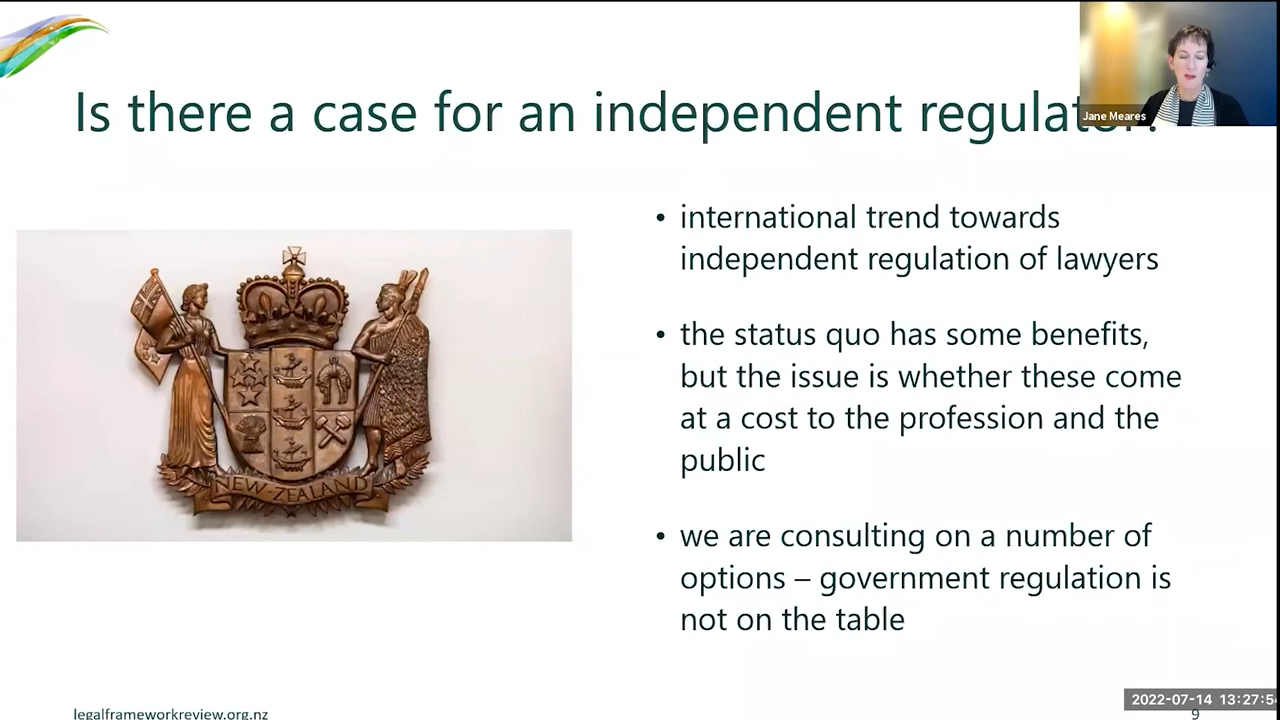 Is there a case for an independent regulator?
Jane Meares
• international trend towards
independent regulation of lawyers
• the status quo has some benefits,
but the issue is whether these come
at a cost to the profession and the
public
• we are consulting on a number of
options – government regulation is
not on the table
NEW·ZEALAND
legalframeworkreview.org.nz
2022-07-14 13:27:5
9